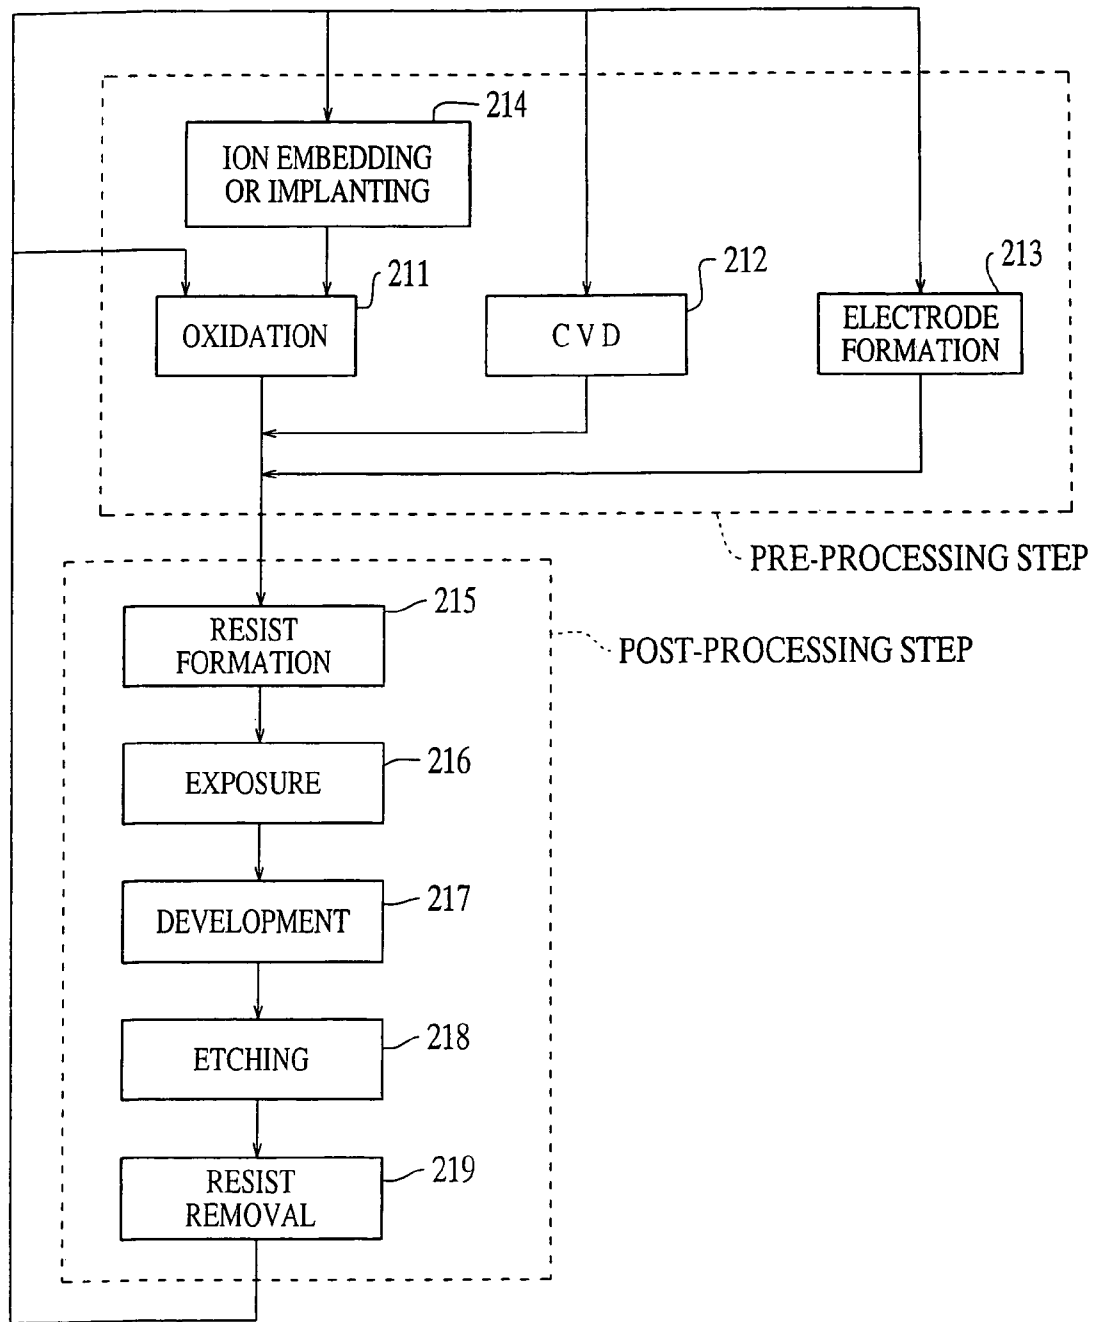 214
ION EMBEDDING
OR IMPLANTING
211
OXIDATION
212
CVD
213
ELECTRODE
FORMATION
PRE-PROCESSING STEP
215
RESIST
FORMATION
POST-PROCESSING STEP
216
EXPOSURE
217
DEVELOPMENT
218
ETCHING
219
RESIST
REMOVAL